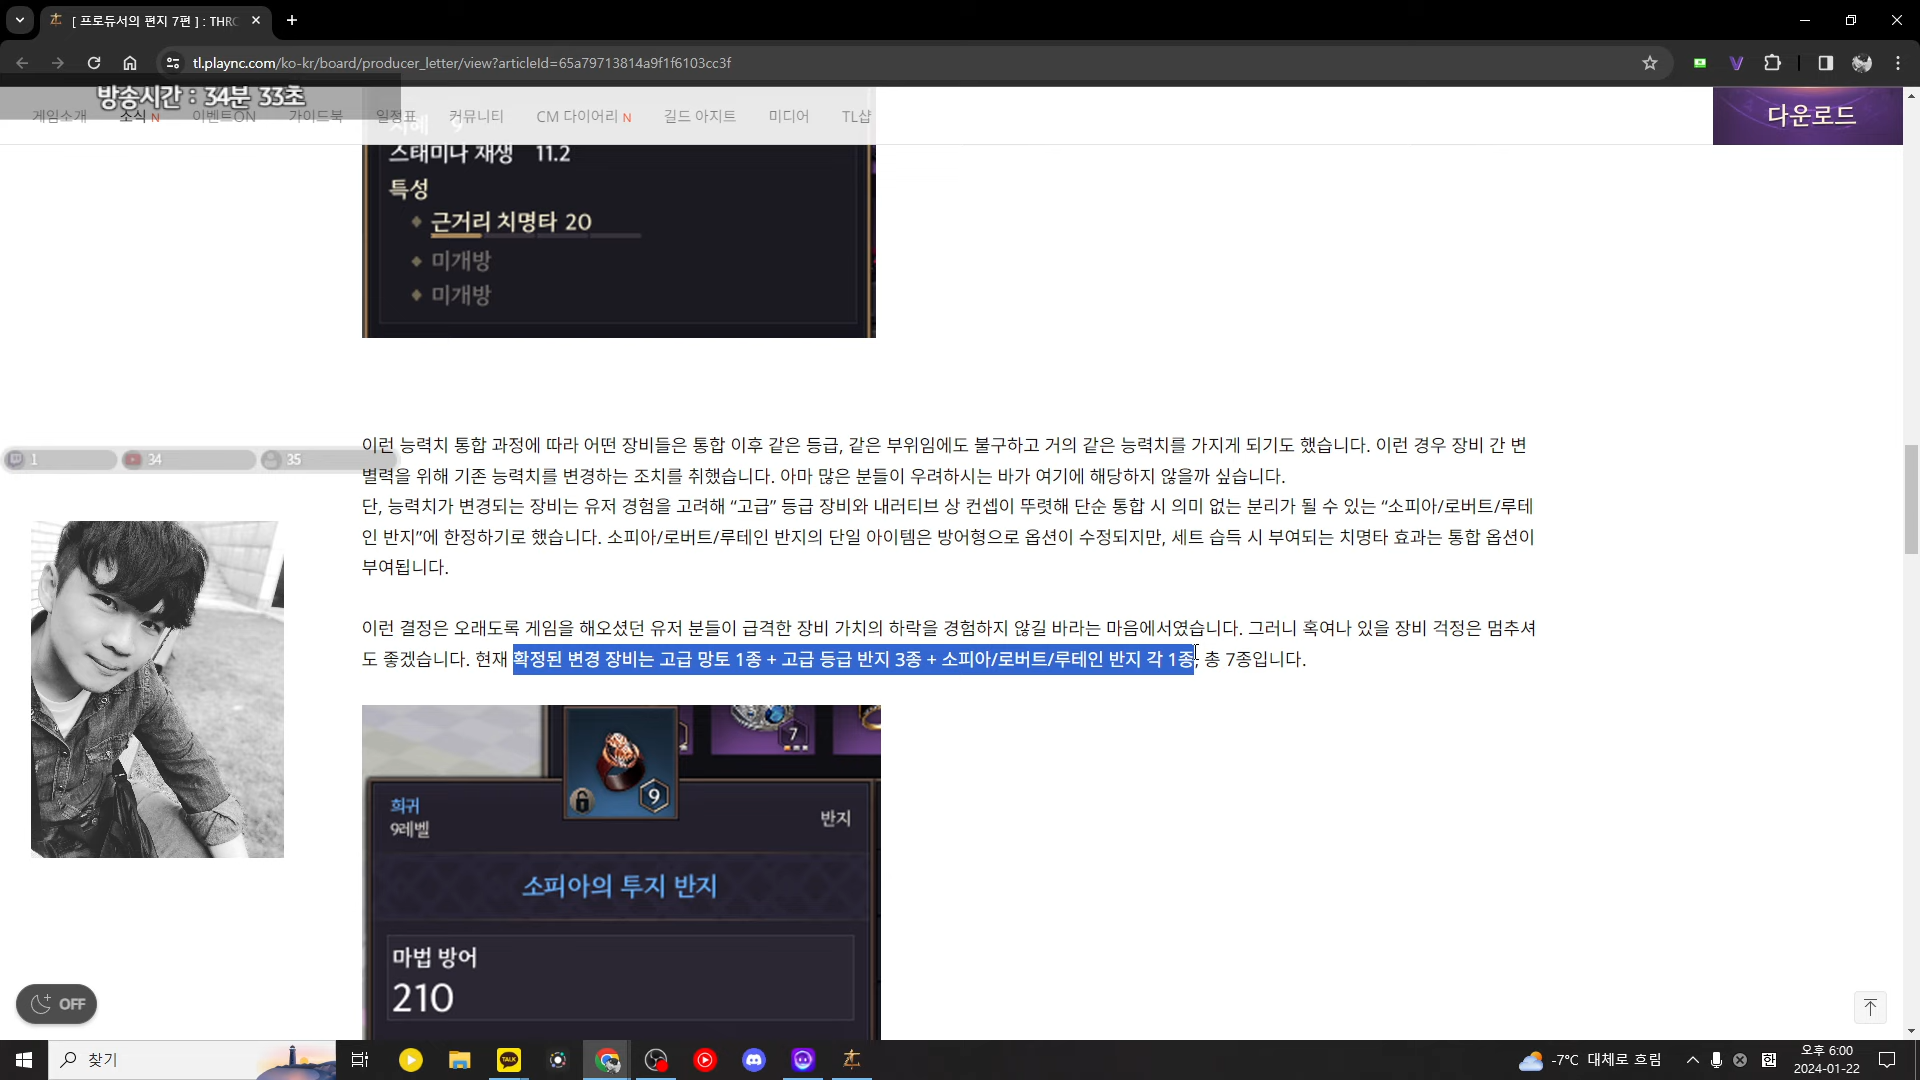 [ 프로듀서의 편지 7편 ] : THRO
tl.plaync.com/ko-kr/board/producer_letter/view?articleId=65a79713814a9f1f6103cc3f
방송시간 : 34분 33초
게임소개 소식 N 이벤트ON 가이드북 일정표 커뮤니티 CM 다이어리 N 길드 아지트 미디어 TL샵
다운로드
지혜 9
스태미나 재생 11.2
특성
근거리 치명타 20
미개방
미개방
1 34 35
이런 능력치 통합 과정에 따라 어떤 장비들은 통합 이후 같은 등급, 같은 부위임에도 불구하고 거의 같은 능력치를 가지게 되기도 했습니다. 이런 경우 장비 간 변
별력을 위해 기존 능력치를 변경하는 조치를 취했습니다. 아마 많은 분들이 우려하시는 바가 여기에 해당하지 않을까 싶습니다.
단, 능력치가 변경되는 장비는 유저 경험을 고려해 “고급” 등급 장비와 내러티브 상 컨셉이 뚜렷해 단순 통합 시 의미 없는 분리가 될 수 있는 “소피아/로버트/루테
인 반지”에 한정하기로 했습니다. 소피아/로버트/루테인 반지의 단일 아이템은 방어형으로 옵션이 수정되지만, 세트 습득 시 부여되는 치명타 효과는 통합 옵션이
부여됩니다.
이런 결정은 오래도록 게임을 해오셨던 유저 분들이 급격한 장비 가치의 하락을 경험하지 않길 바라는 마음에서였습니다. 그러니 혹여나 있을 장비 걱정은 멈추셔
도 좋겠습니다. 현재 확정된 변경 장비는 고급 망토 1종 + 고급 등급 반지 3종 + 소피아/로버트/루테인 반지 각 1종, 총 7종입니다.
7
9
희귀
9레벨
반지
소피아의 투지 반지
마법 방어
210
OFF
찾기
TALK
-7°C 대체로 흐림
한
오후 6:00
2024-01-22